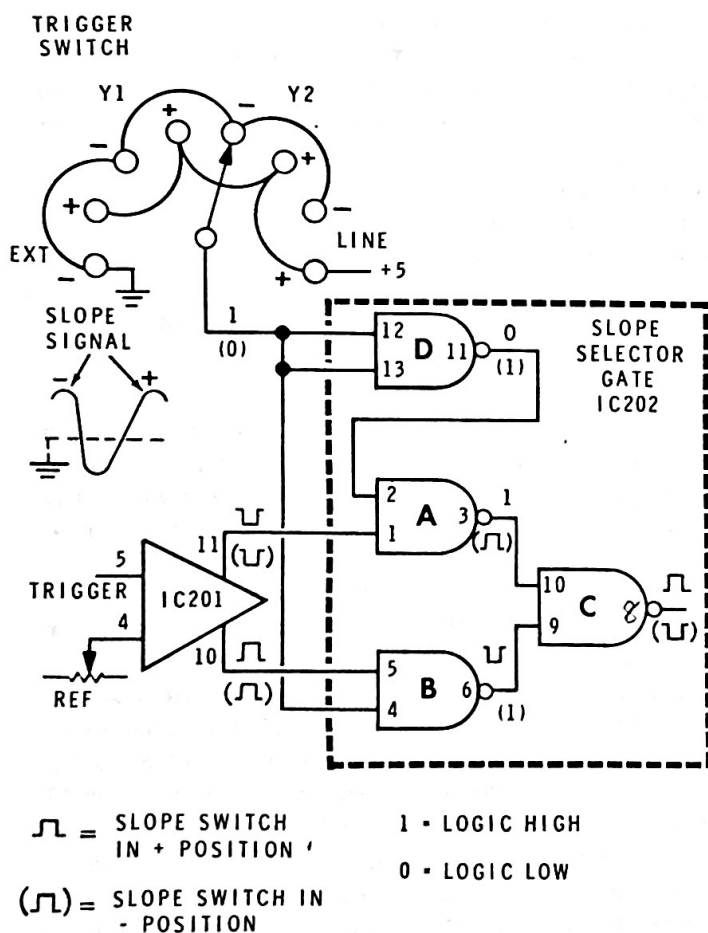 TRIGGER
SWITCH
Y1
Y2
-
+
-
+
+
-
EXT
-
LINE
+
+5
SLOPE
SIGNAL
-
+
1
(0)
12
13
D
11
0
(1)
SLOPE
SELECTOR
GATE
IC202
2
1
A
3
1
5
TRIGGER
4
IC201
11
10
REF
5
4
B
6
(1)
10
9
C
8
= SLOPE SWITCH
IN + POSITION
= SLOPE SWITCH IN
- POSITION
1 = LOGIC HIGH
0 = LOGIC LOW